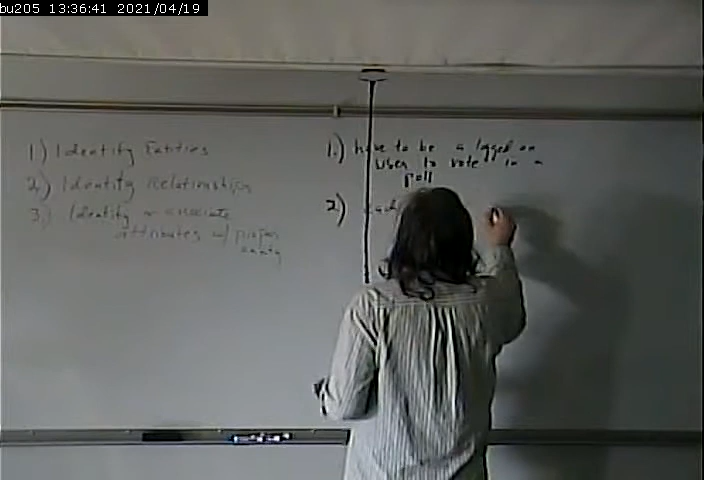 bu205 13:36:41 2021/04/19
1) Identify Entities
2) Identify Relationships
3) Identify & associate
attributes w/ proper
entity
1.) have to be a logged on
user to vote in a
poll
2)